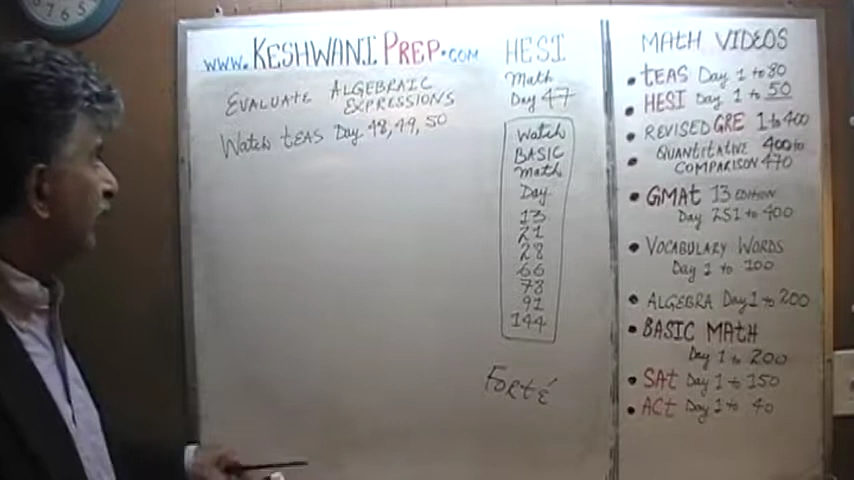 www.KESHWANIPREP.com
EVALUATE ALGEBRAIC
EXPRESSIONS
Watch tEAS Day 48, 49, 50
HESI
Math
Day 47
Watch
BASIC
Math
Day
13
21
28
66
78
91
144
FORtÉ
MATH VIDEOS
• tEAS Day 1 to 80
• HESI Day 1 to 50
• REVISED GRE 1 to 400
• QUANTITATIVE 400 to
COMPARISON 470
• GMAt 13 EDITION
Day 251 to 400
• VOCABULARY WORDS
Day 1 to 100
• ALGEBRA Day 1 to 200
• BASIC MATH
Day 1 to 200
• SAt Day 1 to 150
• ACt Day 1 to 40